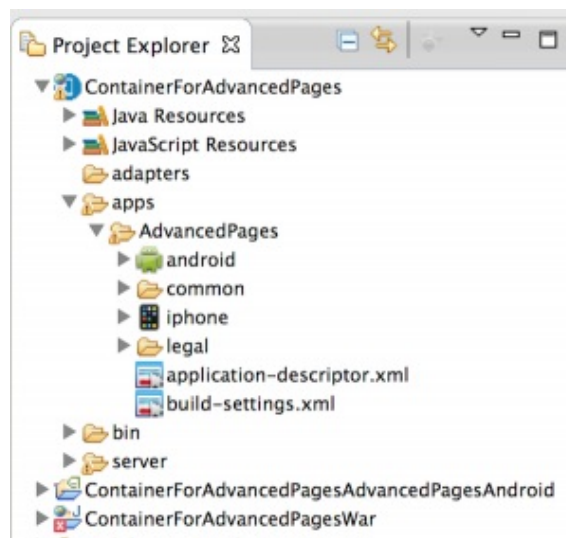 Project Explorer
ContainerForAdvancedPages
Java Resources
JavaScript Resources
adapters
apps
AdvancedPages
android
common
iphone
legal
application-descriptor.xml
build-settings.xml
bin
server
ContainerForAdvancedPagesAdvancedPagesAndroid
ContainerForAdvancedPagesWar